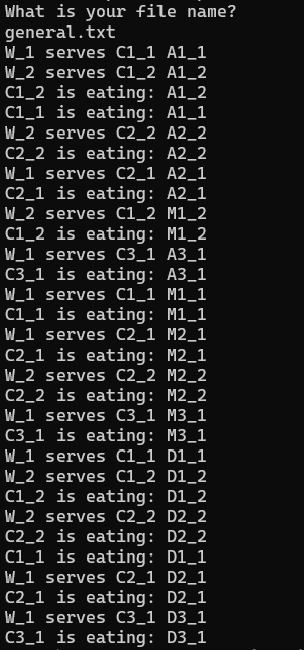 What is your file name?
general.txt
W_1 serves C1_1 A1_1
W_2 serves C1_2 A1_2
C1_2 is eating: A1_2
C1_1 is eating: A1_1
W_2 serves C2_2 A2_2
C2_2 is eating: A2_2
W_1 serves C2_1 A2_1
C2_1 is eating: A2_1
W_2 serves C1_2 M1_2
C1_2 is eating: M1_2
W_1 serves C3_1 A3_1
C3_1 is eating: A3_1
W_1 serves C1_1 M1_1
C1_1 is eating: M1_1
W_1 serves C2_1 M2_1
C2_1 is eating: M2_1
W_2 serves C2_2 M2_2
C2_2 is eating: M2_2
W_1 serves C3_1 M3_1
C3_1 is eating: M3_1
W_1 serves C1_1 D1_1
W_2 serves C1_2 D1_2
C1_2 is eating: D1_2
W_2 serves C2_2 D2_2
C2_2 is eating: D2_2
C1_1 is eating: D1_1
W_1 serves C2_1 D2_1
C2_1 is eating: D2_1
W_1 serves C3_1 D3_1
C3_1 is eating: D3_1